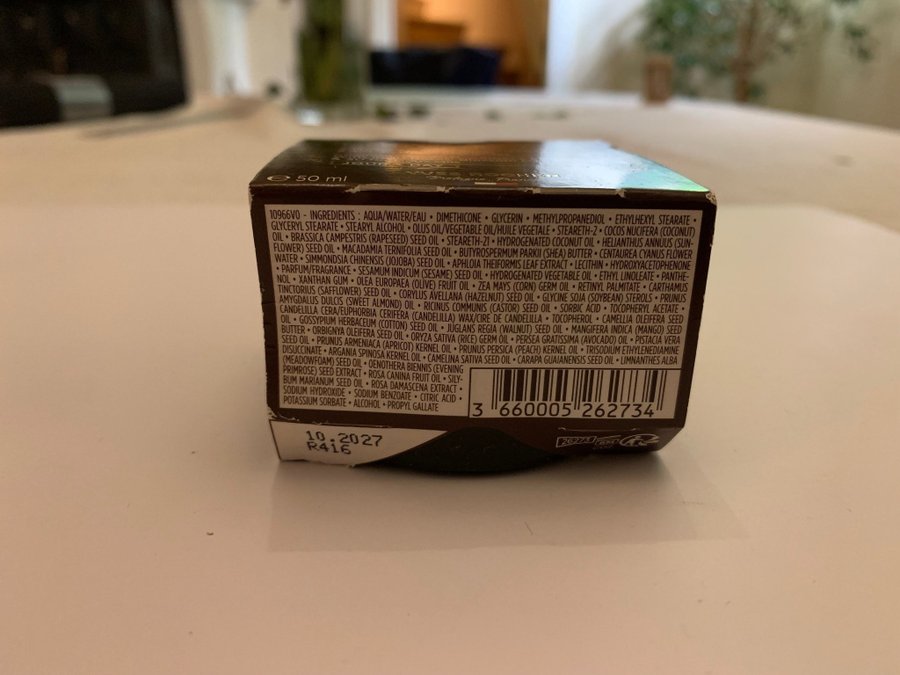 ℮ 50 ml
10966V0 - INGREDIENTS : AQUA/WATER/EAU • DIMETHICONE • GLYCERIN • METHYLPROPANEDIOL • ETHYLHEXYL STEARATE •
GLYCERYL STEARATE • STEARYL ALCOHOL • OLUS OIL/VEGETABLE OIL/HUILE VEGETALE • STEARETH-2 • COCOS NUCIFERA (COCONUT)
OIL • BRASSICA CAMPESTRIS (RAPESEED) SEED OIL • STEARETH-21 • HYDROGENATED COCONUT OIL • HELIANTHUS ANNUUS (SUN-
FLOWER) SEED OIL • MACADAMIA TERNIFOLIA SEED OIL • BUTYROSPERMUM PARKII (SHEA) BUTTER • CENTAUREA CYANUS FLOWER
WATER • SIMMONDSIA CHINENSIS (JOJOBA) SEED OIL • APHLOIA THEIFORMIS LEAF EXTRACT • LECITHIN • HYDROXYACETOPHENONE
• PARFUM/FRAGRANCE • SESAMUM INDICUM (SESAME) SEED OIL • HYDROGENATED VEGETABLE OIL • ETHYL LINOLEATE • PANTHE-
NOL • XANTHAN GUM • OLEA EUROPAEA (OLIVE) FRUIT OIL • ZEA MAYS (CORN) GERM OIL • RETINYL PALMITATE • CARTHAMUS
TINCTORIUS (SAFFLOWER) SEED OIL • CORYLUS AVELLANA (HAZELNUT) SEED OIL • GLYCINE SOJA (SOYBEAN) STEROLS • PRUNUS
AMYGDALUS DULCIS (SWEET ALMOND) OIL • RICINUS COMMUNIS (CASTOR) SEED OIL • SORBIC ACID • TOCOPHERYL ACETATE •
CANDELILLA CERA/EUPHORBIA CERIFERA (CANDELILLA) WAX/CIRE DE CANDELILLA • TOCOPHEROL • CAMELLIA OLEIFERA SEED
OIL • GOSSYPIUM HERBACEUM (COTTON) SEED OIL • JUGLANS REGIA (WALNUT) SEED OIL • MANGIFERA INDICA (MANGO) SEED
BUTTER • ORBIGNYA OLEIFERA SEED OIL • ORYZA SATIVA (RICE) GERM OIL • PERSEA GRATISSIMA (AVOCADO) OIL • PISTACIA VERA
SEED OIL • PRUNUS ARMENIACA (APRICOT) KERNEL OIL • PRUNUS PERSICA (PEACH) KERNEL OIL • TRISODIUM ETHYLENEDIAMINE
DISUCCINATE • ARGANIA SPINOSA KERNEL OIL • CAMELINA SATIVA SEED OIL • CARAPA GUAIANENSIS SEED OIL • LIMNANTHES ALBA
(MEADOWFOAM) SEED OIL • OENOTHERA BIENNIS (EVENING
PRIMROSE) SEED EXTRACT • ROSA CANINA FRUIT OIL • SILY-
BUM MARIANUM SEED OIL • ROSA DAMASCENA EXTRACT •
SODIUM HYDROXIDE • SODIUM BENZOATE • CITRIC ACID •
POTASSIUM SORBATE • ALCOHOL • PROPYL GALLATE
3 660005 262734
10.2027
R416